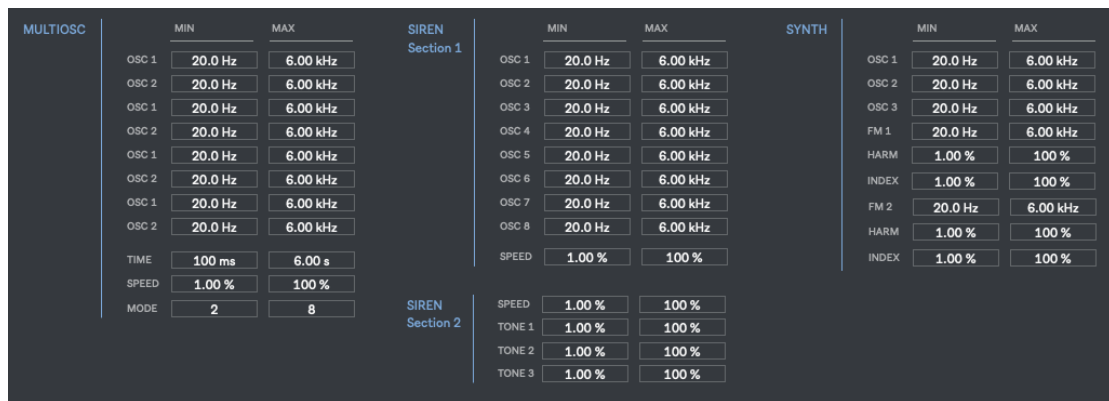 MULTIOSC
MIN MAX
OSC 1 20.0 Hz 6.00 kHz
OSC 2 20.0 Hz 6.00 kHz
OSC 1 20.0 Hz 6.00 kHz
OSC 2 20.0 Hz 6.00 kHz
OSC 1 20.0 Hz 6.00 kHz
OSC 2 20.0 Hz 6.00 kHz
OSC 1 20.0 Hz 6.00 kHz
OSC 2 20.0 Hz 6.00 kHz
TIME 100 ms 6.00 s
SPEED 1.00 % 100 %
MODE 2 8
SIREN
Section 1
MIN MAX
OSC 1 20.0 Hz 6.00 kHz
OSC 2 20.0 Hz 6.00 kHz
OSC 3 20.0 Hz 6.00 kHz
OSC 4 20.0 Hz 6.00 kHz
OSC 5 20.0 Hz 6.00 kHz
OSC 6 20.0 Hz 6.00 kHz
OSC 7 20.0 Hz 6.00 kHz
OSC 8 20.0 Hz 6.00 kHz
SPEED 1.00 % 100 %
SIREN
Section 2
SPEED 1.00 % 100 %
TONE 1 1.00 % 100 %
TONE 2 1.00 % 100 %
TONE 3 1.00 % 100 %
SYNTH
MIN MAX
OSC 1 20.0 Hz 6.00 kHz
OSC 2 20.0 Hz 6.00 kHz
OSC 3 20.0 Hz 6.00 kHz
FM 1 20.0 Hz 6.00 kHz
HARM 1.00 % 100 %
INDEX 1.00 % 100 %
FM 2 20.0 Hz 6.00 kHz
HARM 1.00 % 100 %
INDEX 1.00 % 100 %